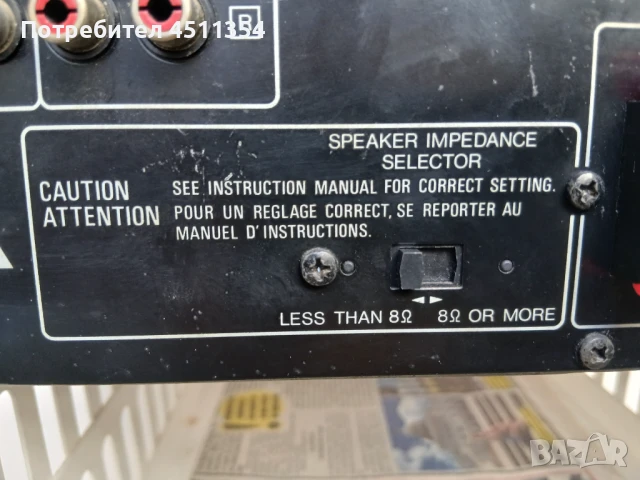 Потребител 4511354
R
SPEAKER IMPEDANCE
SELECTOR
CAUTION
ATTENTION
SEE INSTRUCTION MANUAL FOR CORRECT SETTING.
POUR UN REGLAGE CORRECT, SE REPORTER AU
MANUEL D'INSTRUCTIONS.
LESS THAN 8Ω
8Ω OR MORE
BAZAR